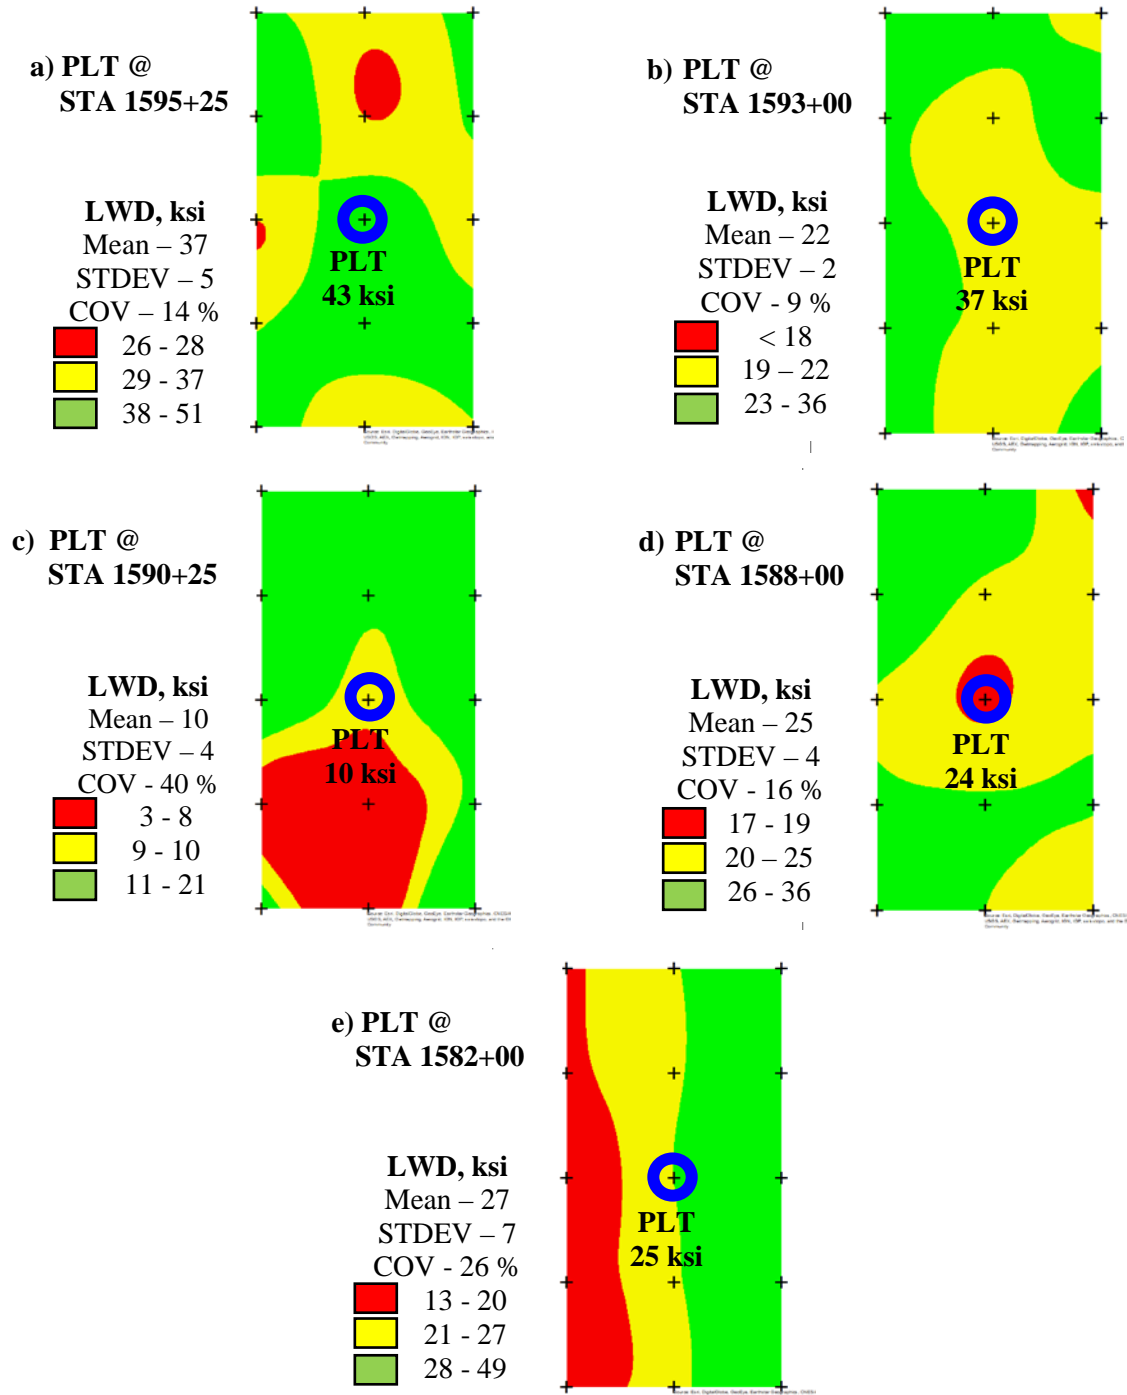 a) PLT @
STA 1595+25
LWD, ksi
Mean – 37
STDEV – 5
COV – 14 %
26 - 28
29 - 37
38 - 51
PLT
43 ksi
b) PLT @
STA 1593+00
LWD, ksi
Mean – 22
STDEV – 2
COV - 9 %
< 18
19 – 22
23 - 36
PLT
37 ksi
c) PLT @
STA 1590+25
LWD, ksi
Mean – 10
STDEV – 4
COV - 40 %
3 - 8
9 - 10
11 - 21
PLT
10 ksi
d) PLT @
STA 1588+00
LWD, ksi
Mean – 25
STDEV – 4
COV - 16 %
17 - 19
20 – 25
26 - 36
PLT
24 ksi
e) PLT @
STA 1582+00
LWD, ksi
Mean – 27
STDEV – 7
COV - 26 %
13 - 20
21 - 27
28 - 49
PLT
25 ksi